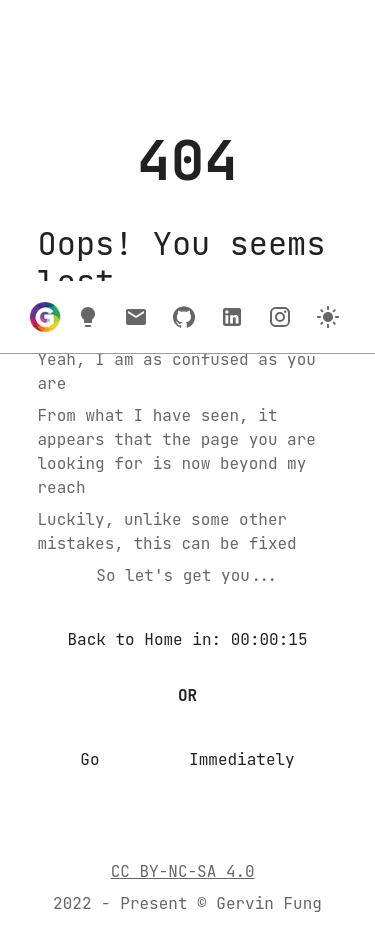 404
Oops! You seems
lost
Yeah, I am as confused as you
are
From what I have seen, it
appears that the page you are
looking for is now beyond my
reach
Luckily, unlike some other
mistakes, this can be fixed
So let's get you...
Back to Home in: 00:00:15
OR
Go Immediately
CC BY-NC-SA 4.0
2022 - Present © Gervin Fung